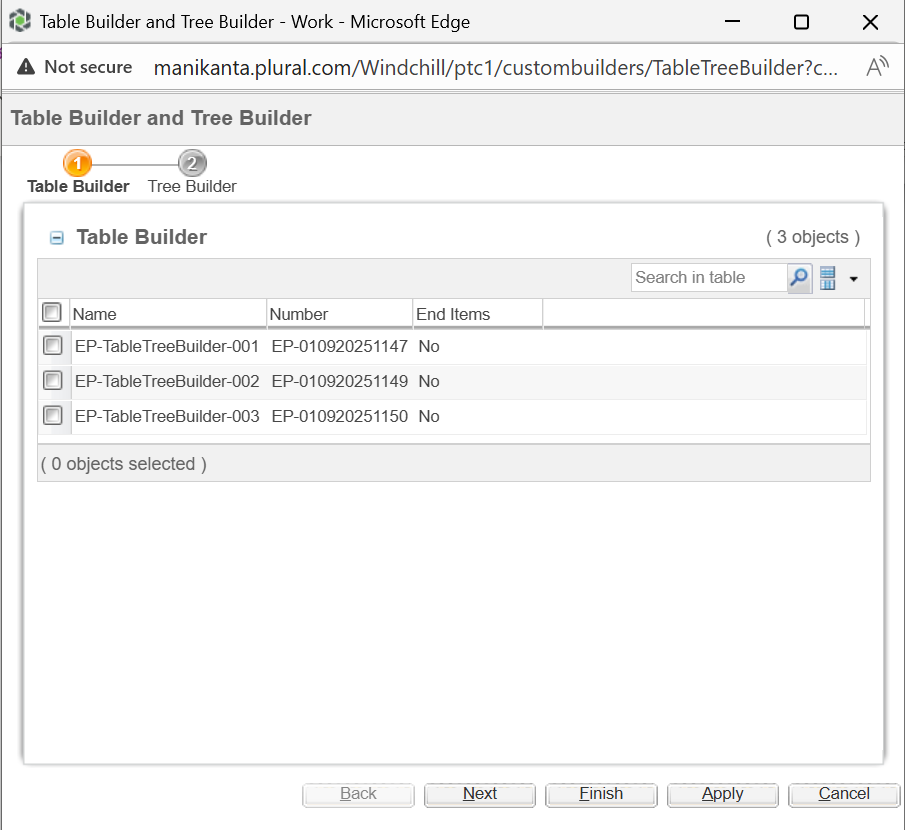 Table Builder and Tree Builder - Work - Microsoft Edge
Not secure manikanta.plural.com/Windchill/ptc1/custombuilders/TableTreeBuilder?c...
Table Builder and Tree Builder
1 2
Table Builder Tree Builder
Table Builder ( 3 objects )
Search in table
Name Number End Items
EP-TableTreeBuilder-001 EP-010920251147 No
EP-TableTreeBuilder-002 EP-010920251149 No
EP-TableTreeBuilder-003 EP-010920251150 No
( 0 objects selected )
Back Next Finish Apply Cancel